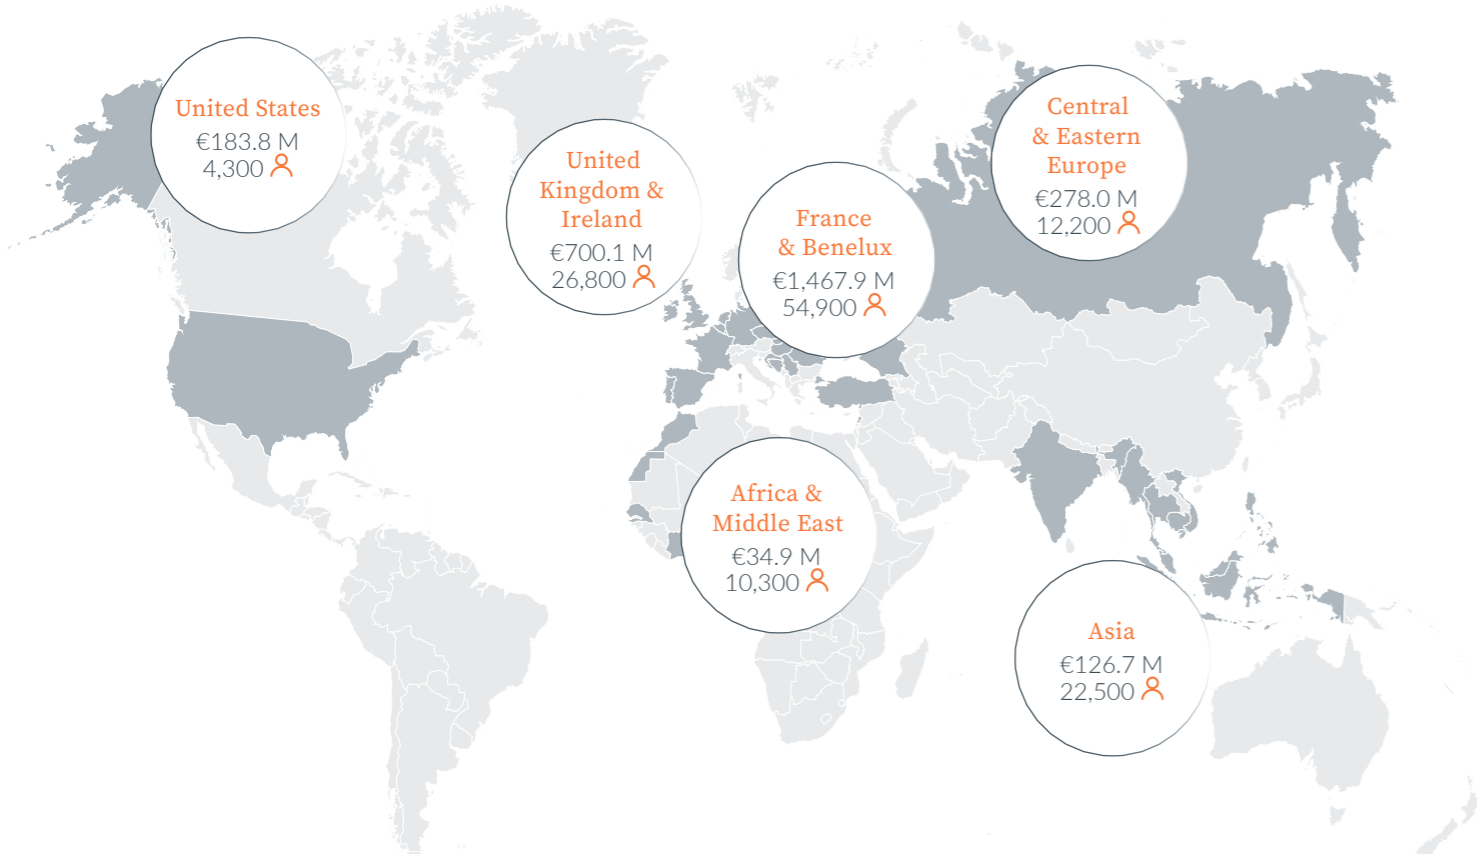 United States
€183.8 M
4,300
United
Kingdom &
Ireland
€700.1 M
26,800
France
& Benelux
€1,467.9 M
54,900
Central
& Eastern
Europe
€278.0 M
12,200
Africa &
Middle East
€34.9 M
10,300
Asia
€126.7 M
22,500